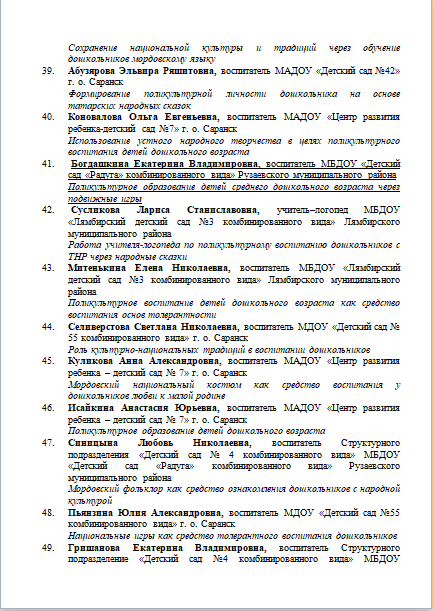 Сохранение национальной культуры и традиций через обучение
дошкольников мордовскому языку
39. Абузярова Эльвира Ряшитовна, воспитатель МАДОУ «Детский сад №42»
г. о. Саранск
Формирование поликультурной личности дошкольника на основе
татарских народных сказок
40. Коновалова Ольга Евгеньевна, воспитатель МАДОУ «Центр развития
ребенка-детский сад №7» г. о. Саранск
Использование устного народного творчества в целях поликультурного
воспитания детей дошкольного возраста
41. Богдашкина Екатерина Владимировна, воспитатель МБДОУ «Детский
сад «Радуга» комбинированного вида» Рузаевского муниципального района
Поликультурное образование детей среднего дошкольного возраста через
подвижные игры
42. Сусликова Лариса Станиславовна, учитель–логопед МБДОУ
«Лямбирский детский сад №3 комбинированного вида» Лямбирского
муниципального района
Работа учителя-логопеда по поликультурному воспитанию дошкольников с
ТНР через народные сказки
43. Митенькина Елена Николаевна, воспитатель МБДОУ «Лямбирский
детский сад №3 комбинированного вида» Лямбирского муниципального
района
Поликультурное воспитание детей дошкольного возраста как средство
воспитания основ толерантности
44. Селиверстова Светлана Николаевна, воспитатель МДОУ «Детский сад №
55 комбинированного вида» г. о. Саранск
Роль культурно-национальных традиций в воспитании дошкольников
45. Куликова Анна Александровна, воспитатель МАДОУ «Центр развития
ребенка – детский сад № 7» г. о. Саранск
Мордовский национальный костюм как средство воспитания у
дошкольников любви к малой родине
46. Исайкина Анастасия Юрьевна, воспитатель МАДОУ «Центр развития
ребенка – детский сад № 7» г. о. Саранск
Поликультурное образование детей дошкольного возраста
47. Синицына Любовь Николаевна, воспитатель Структурного
подразделения «Детский сад № 4 комбинированного вида» МБДОУ
«Детский сад «Радуга» комбинированного вида» Рузаевского
муниципального района
Мордовский фольклор как средство ознакомления дошкольников с народной
культурой
48. Пьянзина Юлия Александровна, воспитатель МДОУ «Детский сад №55
комбинированного вида» г. о. Саранск
Национальные игры как средство толерантного воспитания дошкольников
49. Гришанова Екатерина Владимировна, воспитатель Структурного
подразделение «Детский сад №4 комбинированного вида» МБДОУ